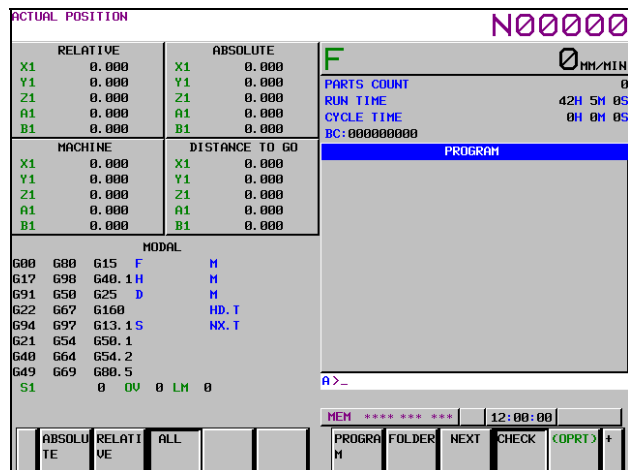 ACTUAL POSITION
N00000
RELATIVE
X1 0.000
Y1 0.000
Z1 0.000
A1 0.000
B1 0.000
ABSOLUTE
X1 0.000
Y1 0.000
Z1 0.000
A1 0.000
B1 0.000
MACHINE
X1 0.000
Y1 0.000
Z1 0.000
A1 0.000
B1 0.000
DISTANCE TO GO
X1 0.000
Y1 0.000
Z1 0.000
A1 0.000
B1 0.000
MODAL
G00 G80 G15 F M
G17 G98 G40.1 H M
G91 G50 G25 D M
G22 G67 G160 HD.T
G94 G97 G13.1 S NX.T
G21 G54 G50.1
G40 G64 G54.2
G49 G69 G80.5
S1 0 OV 0 LM 0
F 0 MM/MIN
PARTS COUNT 0
RUN TIME 42H 5M 0S
CYCLE TIME 0H 0M 0S
BC:000000000
PROGRAM
A>_
MEM **** *** *** 12:00:00
ABSOLU
TE
RELATI
VE
ALL
PROGRA
M
FOLDER
NEXT
CHECK
(OPRT)
+